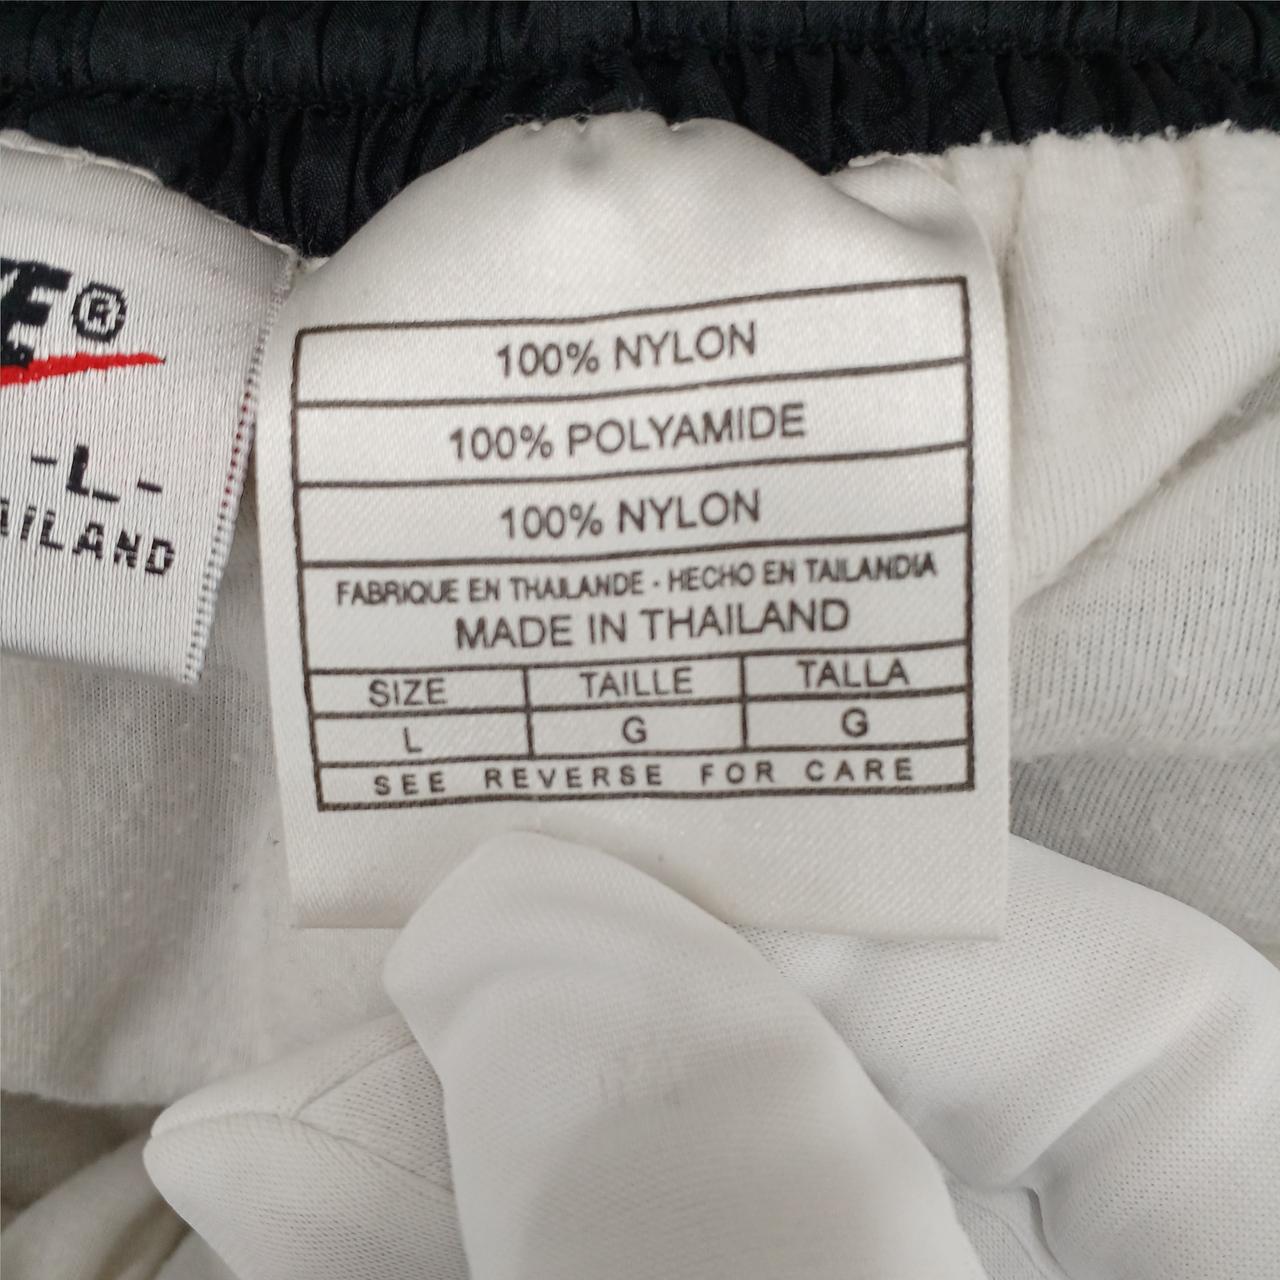 E®
-L-
AILAND
100% NYLON
100% POLYAMIDE
100% NYLON
FABRIQUE EN THAILANDE - HECHO EN TAILANDIA
MADE IN THAILAND
SIZE TAILLE TALLA
L G G
SEE REVERSE FOR CARE